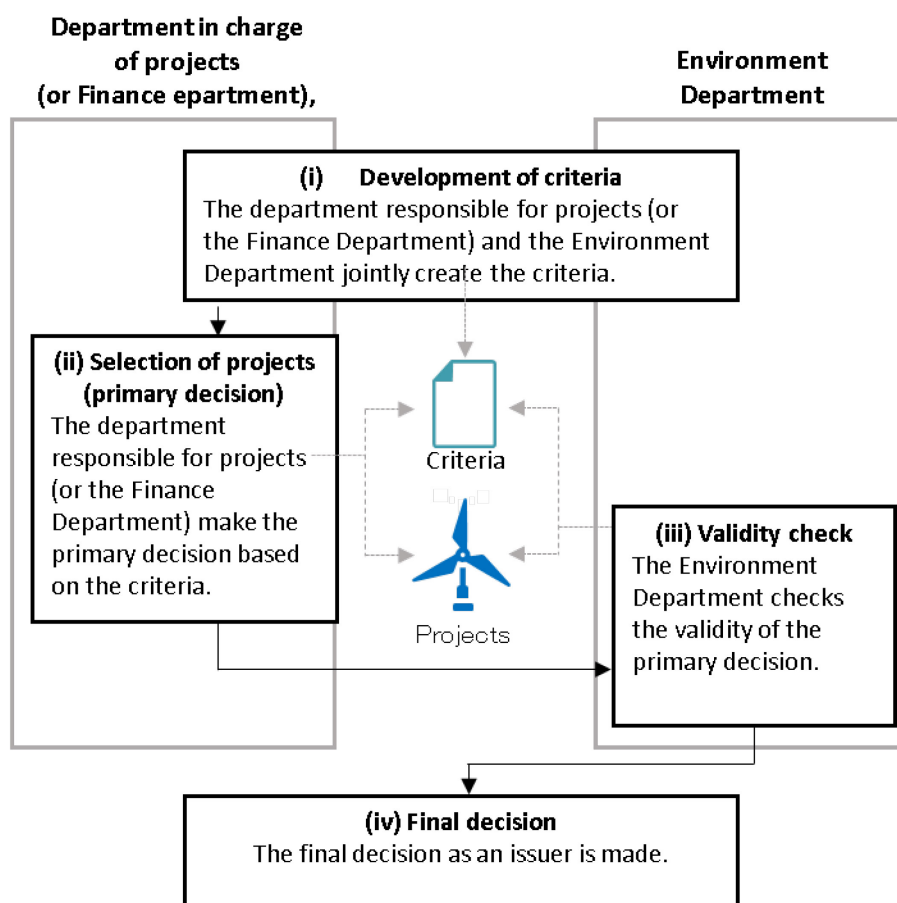 Department in charge
of projects
(or Finance epartment),
Environment
Department
(i) Development of criteria
The department responsible for projects (or
the Finance Department) and the Environment
Department jointly create the criteria.
(ii) Selection of projects
(primary decision)
The department
responsible for projects
(or the Finance
Department) make the
primary decision based
on the criteria.
Criteria
Projects
(iii) Validity check
The Environment
Department checks
the validity of the
primary decision.
(iv) Final decision
The final decision as an issuer is made.